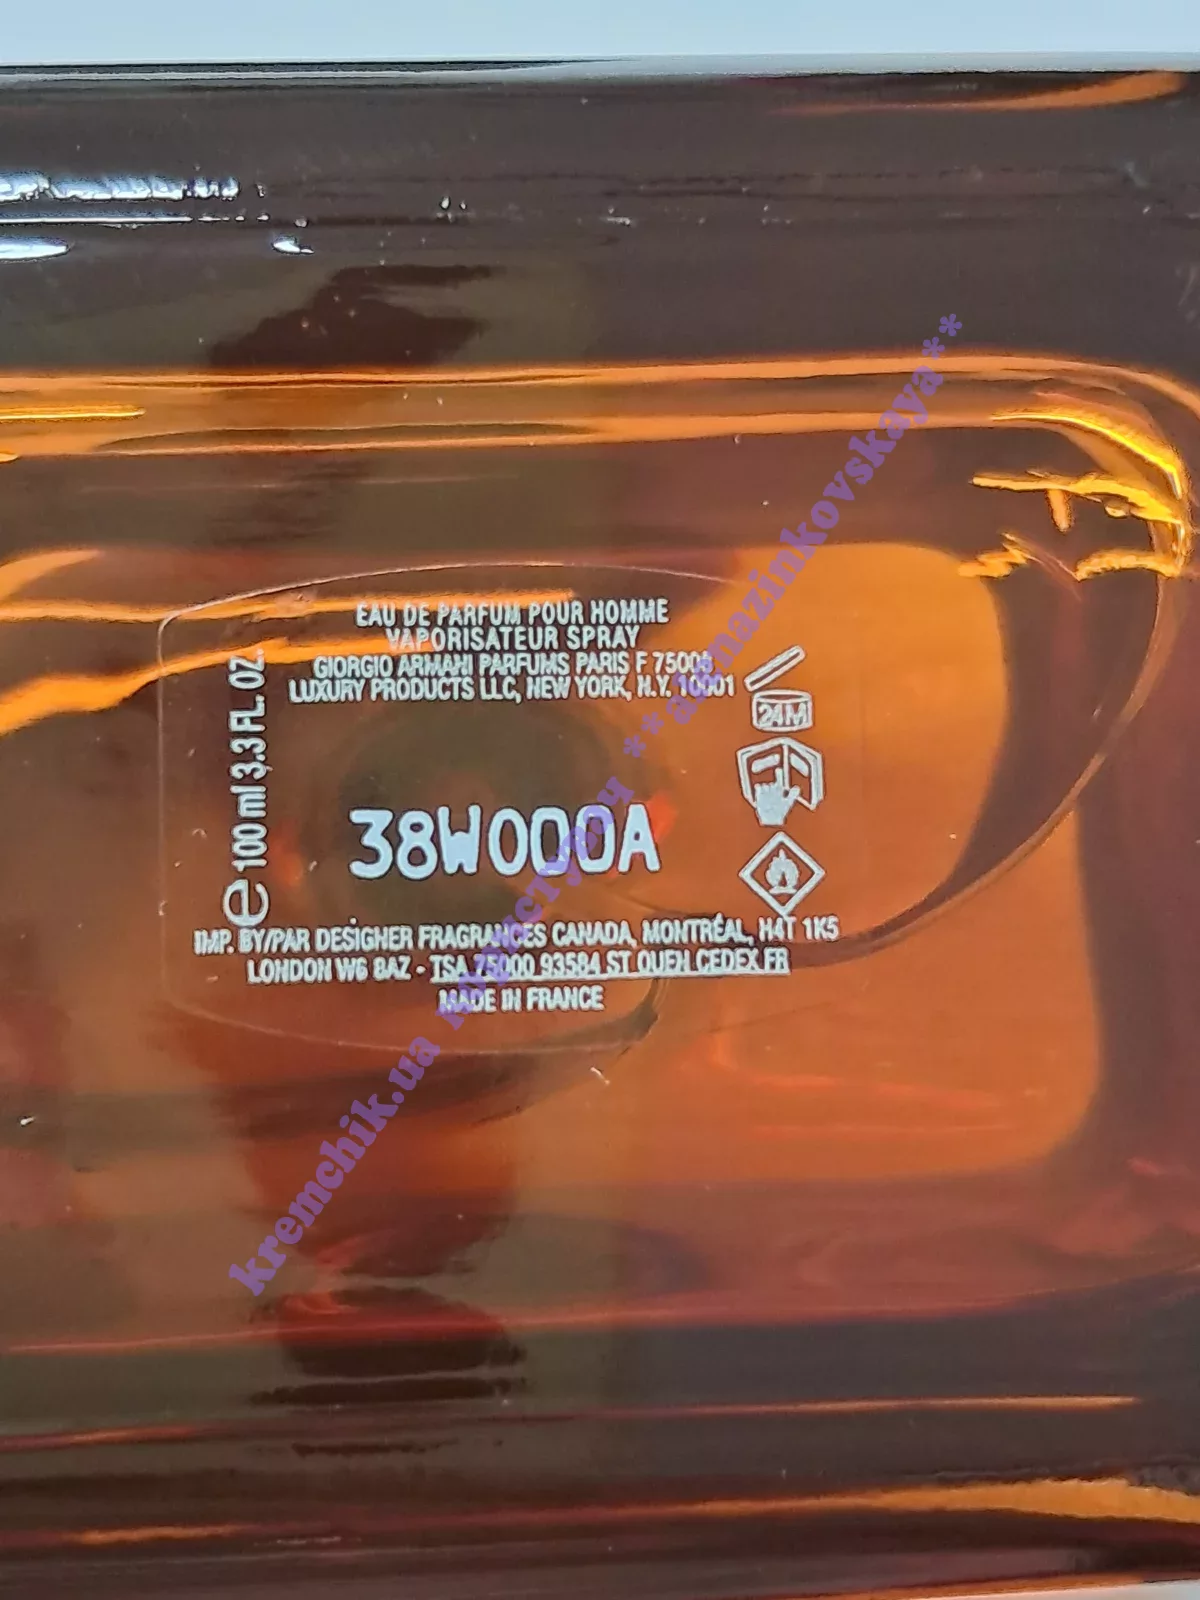 EAU DE PARFUM POUR HOMME
VAPORISATEUR SPRAY
GIORGIO ARMANI PARFUMS PARIS F 75008
LUXURY PRODUCTS LLC, NEW YORK, N.Y. 10001
e 100 ml 3.3 FL. OZ.
24M
38W000A
IMP. BY/PAR DESIGNER FRAGRANCES CANADA, MONTRÉAL, H4T 1K5
LONDON W6 8AZ - TSA 75000 93584 ST OUEN CEDEX FR
MADE IN FRANCE
kremchik.ua **almazinkovskaya**